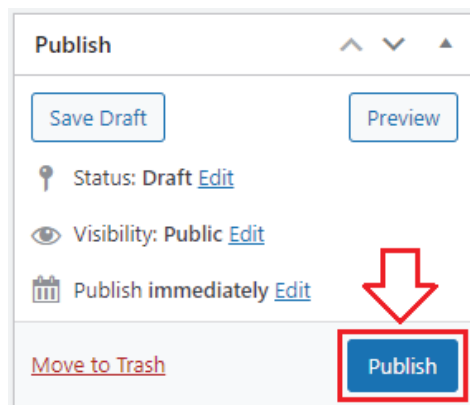 Publish
Save Draft Preview
Status: Draft Edit
Visibility: Public Edit
Publish immediately Edit
Move to Trash Publish